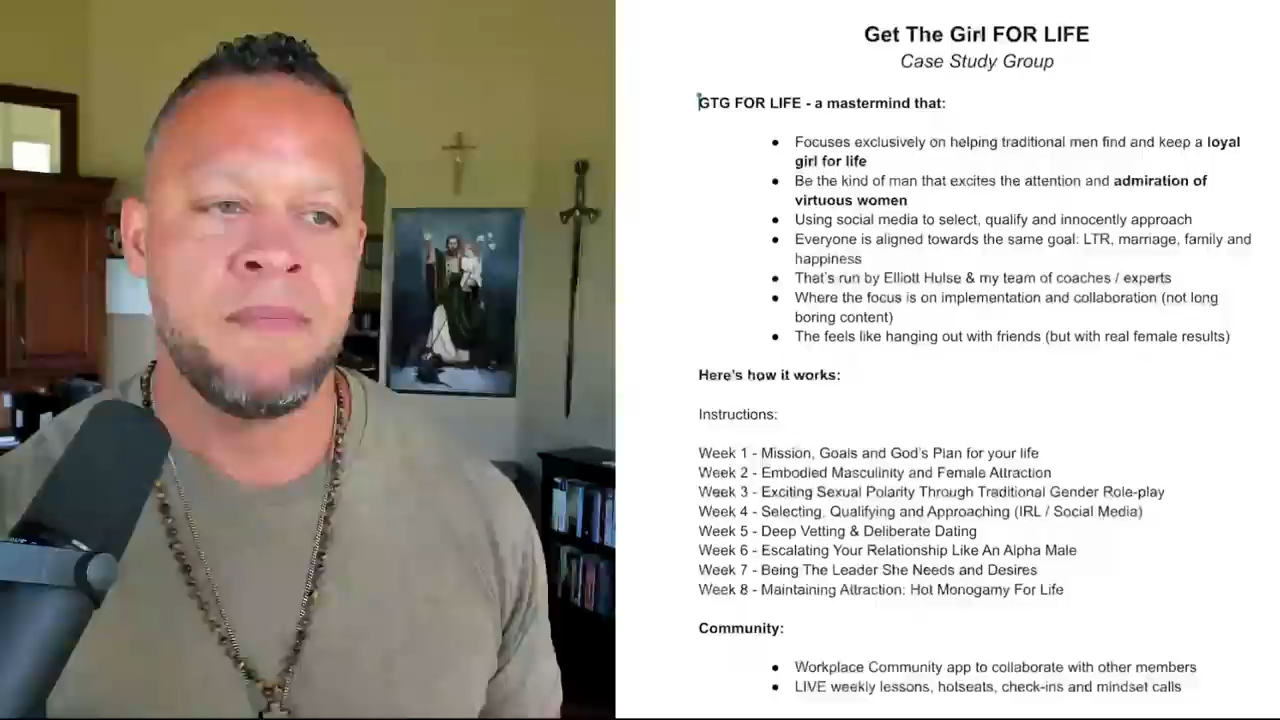 Get The Girl FOR LIFE
Case Study Group
GTG FOR LIFE - a mastermind that:
● Focuses exclusively on helping traditional men find and keep a loyal
girl for life
● Be the kind of man that excites the attention and admiration of
virtuous women
● Using social media to select, qualify and innocently approach
● Everyone is aligned towards the same goal: LTR, marriage, family and
happiness
● That's run by Elliott Hulse & my team of coaches / experts
● Where the focus is on implementation and collaboration (not long
boring content)
● The feels like hanging out with friends (but with real female results)
Here's how it works:
Instructions:
Week 1 - Mission, Goals and God's Plan for your life
Week 2 - Embodied Masculinity and Female Attraction
Week 3 - Exciting Sexual Polarity Through Traditional Gender Role-play
Week 4 - Selecting, Qualifying and Approaching (IRL / Social Media)
Week 5 - Deep Vetting & Deliberate Dating
Week 6 - Escalating Your Relationship Like An Alpha Male
Week 7 - Being The Leader She Needs and Desires
Week 8 - Maintaining Attraction: Hot Monogamy For Life
Community:
● Workplace Community app to collaborate with other members
● LIVE weekly lessons, hotseats, check-ins and mindset calls